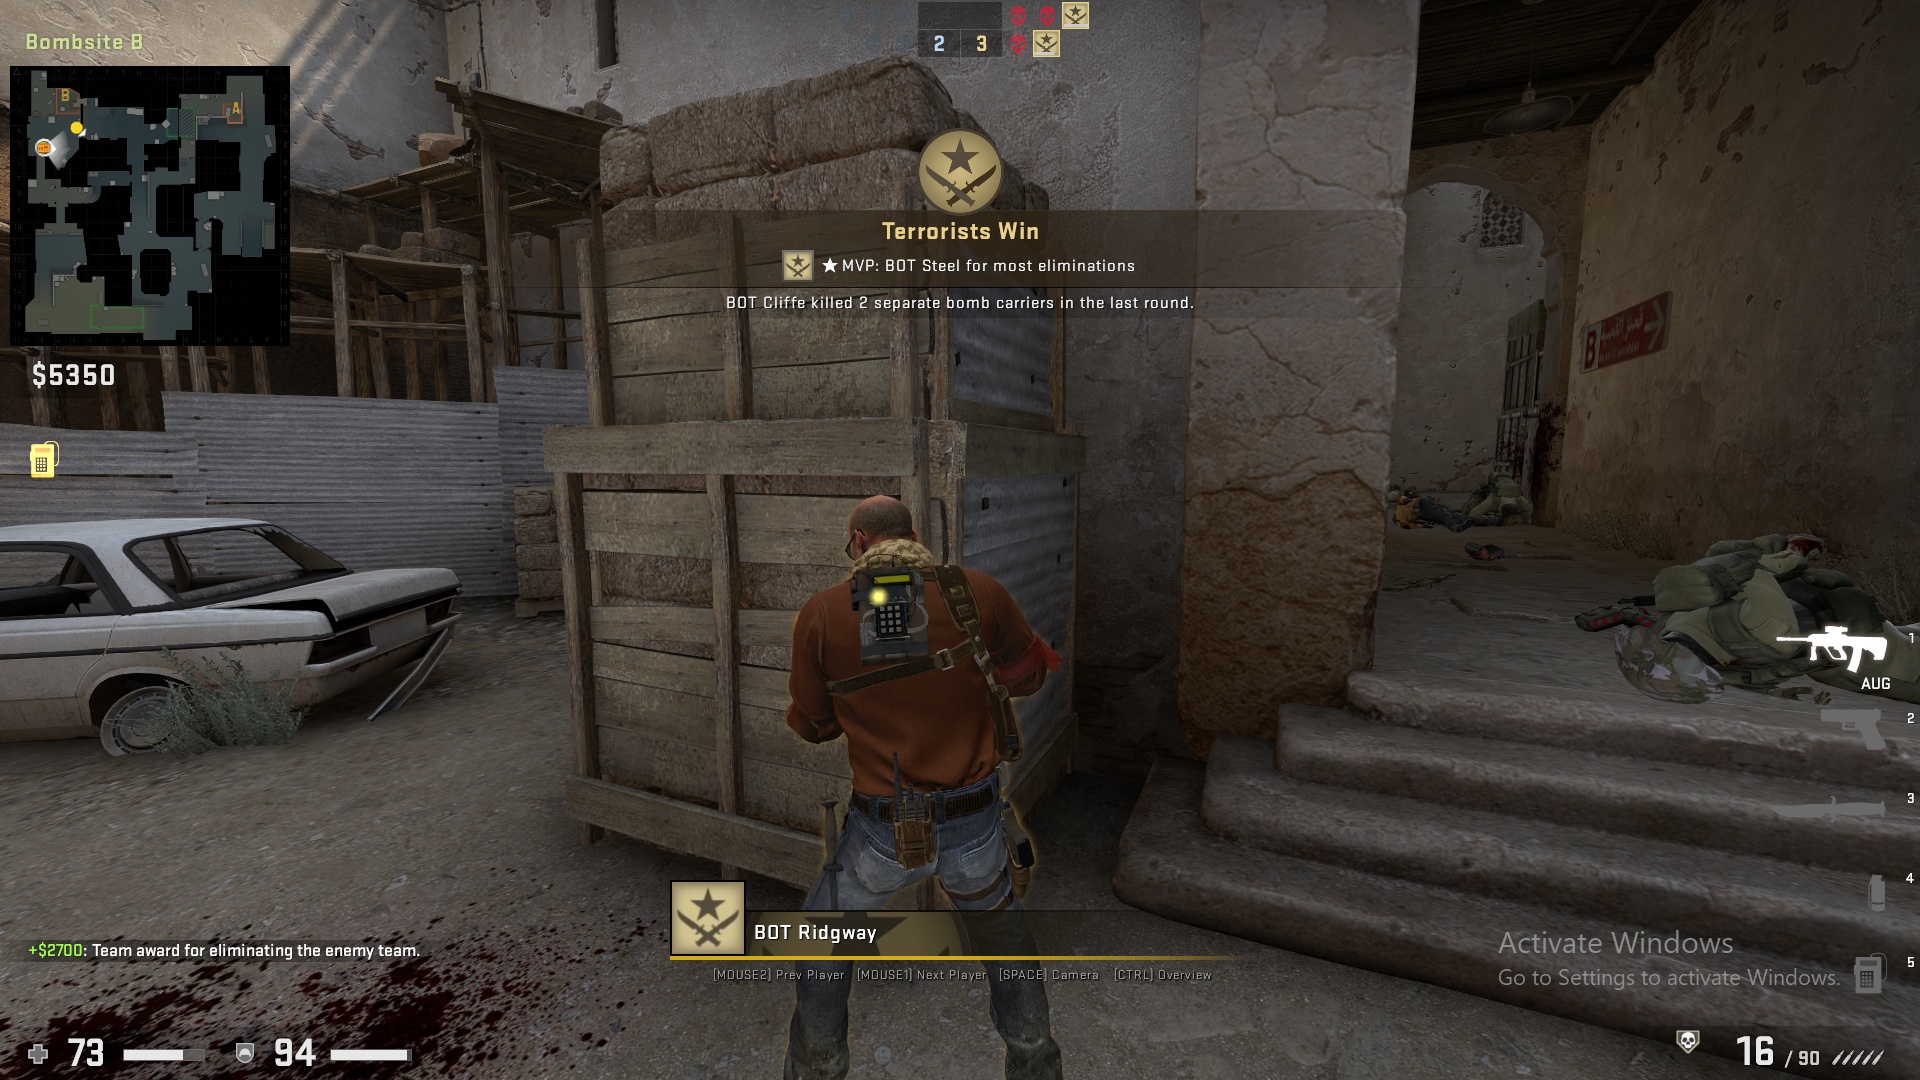 Bombsite B
B
A
2 3
Terrorists Win
★ MVP: BOT Steel for most eliminations
BOT Cliffe killed 2 separate bomb carriers in the last round.
$5350
B
1
AUG
2
3
4
5
BOT Ridgway
[MOUSE2] Prev Player [MOUSE1] Next Player [SPACE] Camera [CTRL] Overview
+$2700: Team award for eliminating the enemy team.
Activate Windows
Go to Settings to activate Windows.
73 94
16 / 90